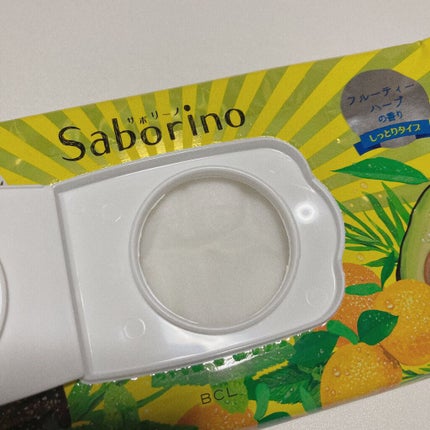 サボリーノ
Saborino
フルーティー
ハーブ
の香り
しっとりタイプ
BCL